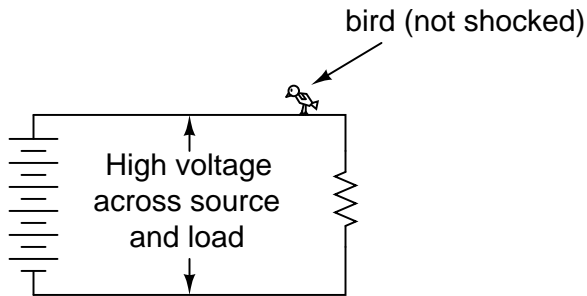 bird (not shocked)
High voltage
across source
and load